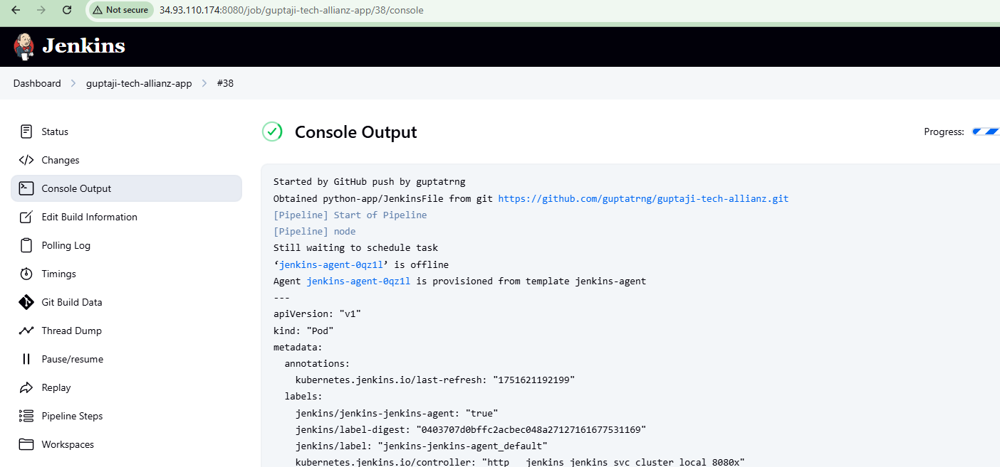 Not secure 34.93.110.174:8080/job/guptaji-tech-allianz-app/38/console
Jenkins
Dashboard guptaji-tech-allianz-app #38
Status
Changes
Console Output
Edit Build Information
Polling Log
Timings
Git Build Data
Thread Dump
Pause/resume
Replay
Pipeline Steps
Workspaces
Console Output
Progress:
Started by GitHub push by guptatrng
Obtained python-app/JenkinsFile from git https://github.com/guptatrng/guptaji-tech-allianz.git
[Pipeline] Start of Pipeline
[Pipeline] node
Still waiting to schedule task
‘jenkins-agent-0qz1l’ is offline
Agent jenkins-agent-0qz1l is provisioned from template jenkins-agent
---
apiVersion: "v1"
kind: "Pod"
metadata:
  annotations:
    kubernetes.jenkins.io/last-refresh: "1751621192199"
  labels:
    jenkins/jenkins-jenkins-agent: "true"
    jenkins/label-digest: "0403707d0bffc2acbec048a27127161677531169"
    jenkins/label: "jenkins-jenkins-agent_default"
    kubernetes.jenkins.io/controller: "http___jenkins_jenkins_svc_cluster_local_8080x"